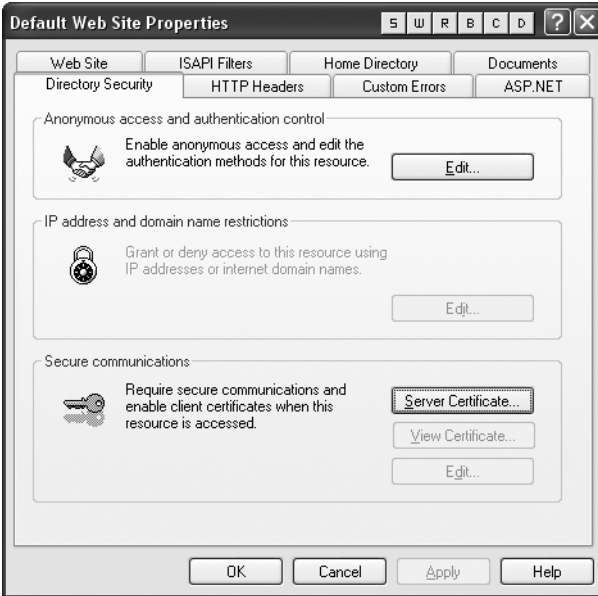 Default Web Site Properties S W R B C D ? X
Web Site ISAPI Filters Home Directory Documents
Directory Security HTTP Headers Custom Errors ASP.NET
Anonymous access and authentication control
Enable anonymous access and edit the
authentication methods for this resource.
Edit...
IP address and domain name restrictions
Grant or deny access to this resource using
IP addresses or internet domain names.
Edit...
Secure communications
Require secure communications and
enable client certificates when this
resource is accessed.
Server Certificate...
View Certificate...
Edit...
OK Cancel Apply Help